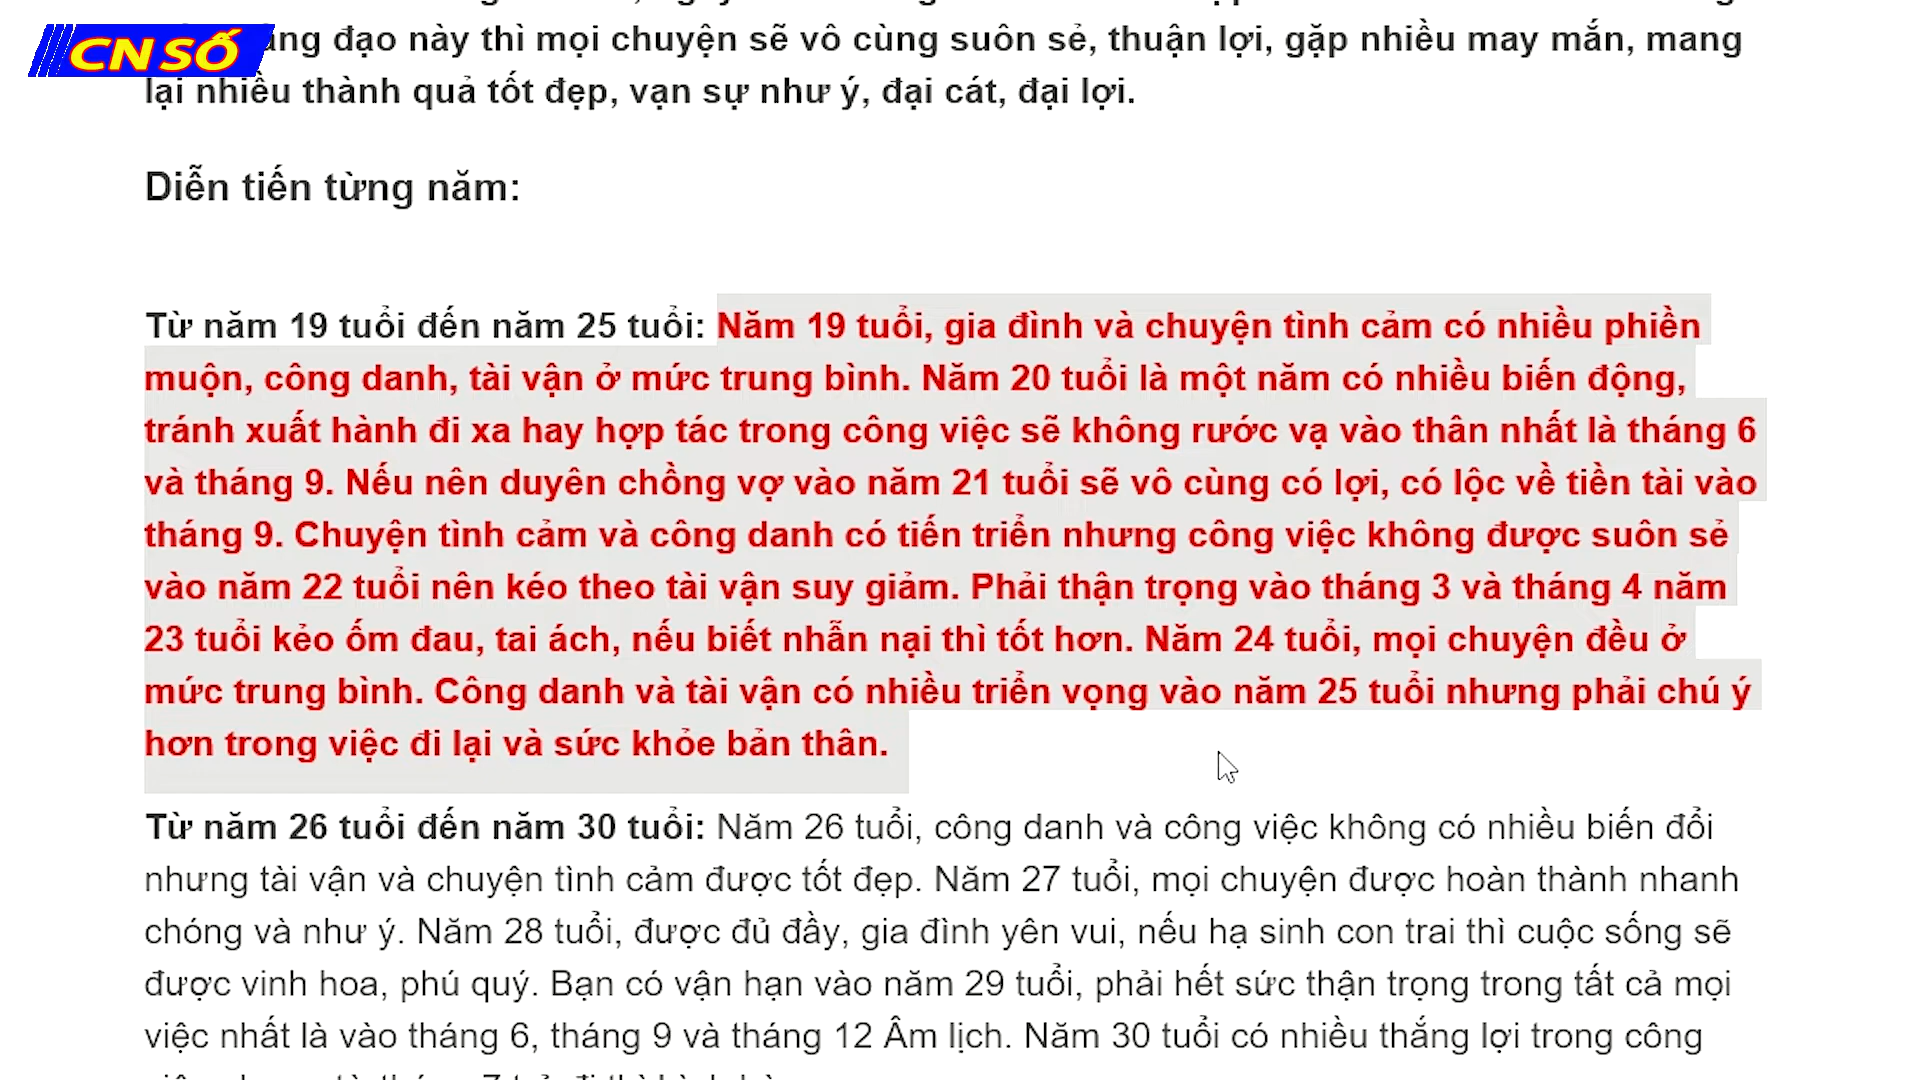 CN SỐ
đạo này thì mọi chuyện sẽ vô cùng suôn sẻ, thuận lợi, gặp nhiều may mắn, mang
lại nhiều thành quả tốt đẹp, vạn sự như ý, đại cát, đại lợi.
Diễn tiến từng năm:
Từ năm 19 tuổi đến năm 25 tuổi: Năm 19 tuổi, gia đình và chuyện tình cảm có nhiều phiền
muộn, công danh, tài vận ở mức trung bình. Năm 20 tuổi là một năm có nhiều biến động,
tránh xuất hành đi xa hay hợp tác trong công việc sẽ không rước vạ vào thân nhất là tháng 6
và tháng 9. Nếu nên duyên chồng vợ vào năm 21 tuổi sẽ vô cùng có lợi, có lộc về tiền tài vào
tháng 9. Chuyện tình cảm và công danh có tiến triển nhưng công việc không được suôn sẻ
vào năm 22 tuổi nên kéo theo tài vận suy giảm. Phải thận trọng vào tháng 3 và tháng 4 năm
23 tuổi kẻo ốm đau, tai ách, nếu biết nhẫn nại thì tốt hơn. Năm 24 tuổi, mọi chuyện đều ở
mức trung bình. Công danh và tài vận có nhiều triển vọng vào năm 25 tuổi nhưng phải chú ý
hơn trong việc đi lại và sức khỏe bản thân.
Từ năm 26 tuổi đến năm 30 tuổi: Năm 26 tuổi, công danh và công việc không có nhiều biến đổi
nhưng tài vận và chuyện tình cảm được tốt đẹp. Năm 27 tuổi, mọi chuyện được hoàn thành nhanh
chóng và như ý. Năm 28 tuổi, được đủ đầy, gia đình yên vui, nếu hạ sinh con trai thì cuộc sống sẽ
được vinh hoa, phú quý. Bạn có vận hạn vào năm 29 tuổi, phải hết sức thận trọng trong tất cả mọi
việc nhất là vào tháng 6, tháng 9 và tháng 12 Âm lịch. Năm 30 tuổi có nhiều thắng lợi trong công